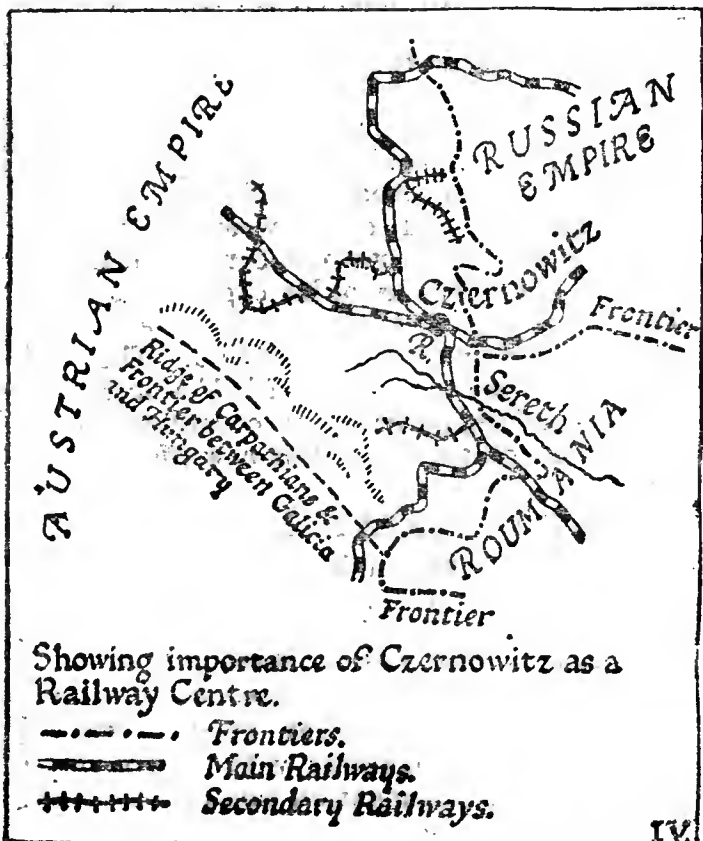 AUSTRIAN EMPIRE
RUSSIAN
EMPIRE
Czernowitz
Frontier
R. Sereth
ROUMANIA
Ridge of Carpathians &
Frontier between Galicia
and Hungary
Frontier
Showing importance of Czernowitz as a
Railway Centre.
Frontiers.
Main Railways.
Secondary Railways.
IV.